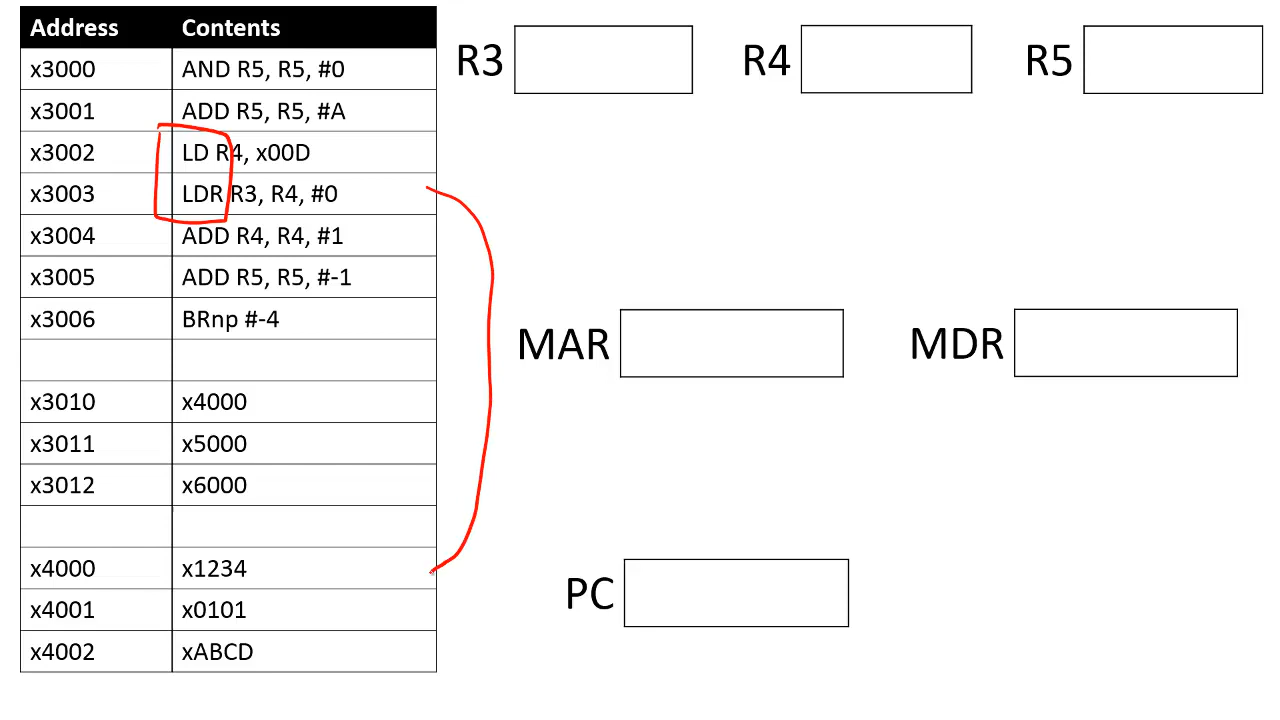 Address Contents
x3000 AND R5, R5, #0
x3001 ADD R5, R5, #A
x3002 LD R4, x00D
x3003 LDR R3, R4, #0
x3004 ADD R4, R4, #1
x3005 ADD R5, R5, #-1
x3006 BRnp #-4
x3010 x4000
x3011 x5000
x3012 x6000
x4000 x1234
x4001 x0101
x4002 xABCD
R3 R4 R5
MAR MDR
PC